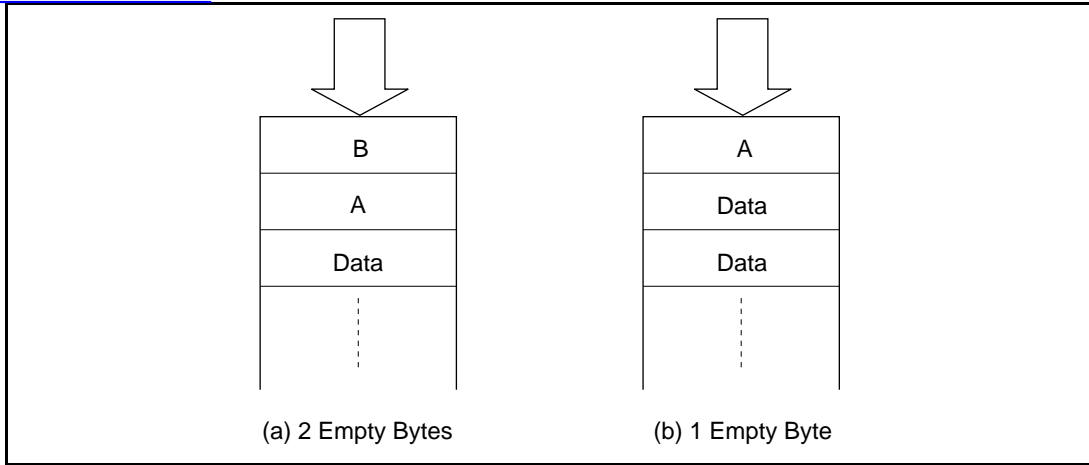 B
A
Data
(a) 2 Empty Bytes
A
Data
Data
(b) 1 Empty Byte